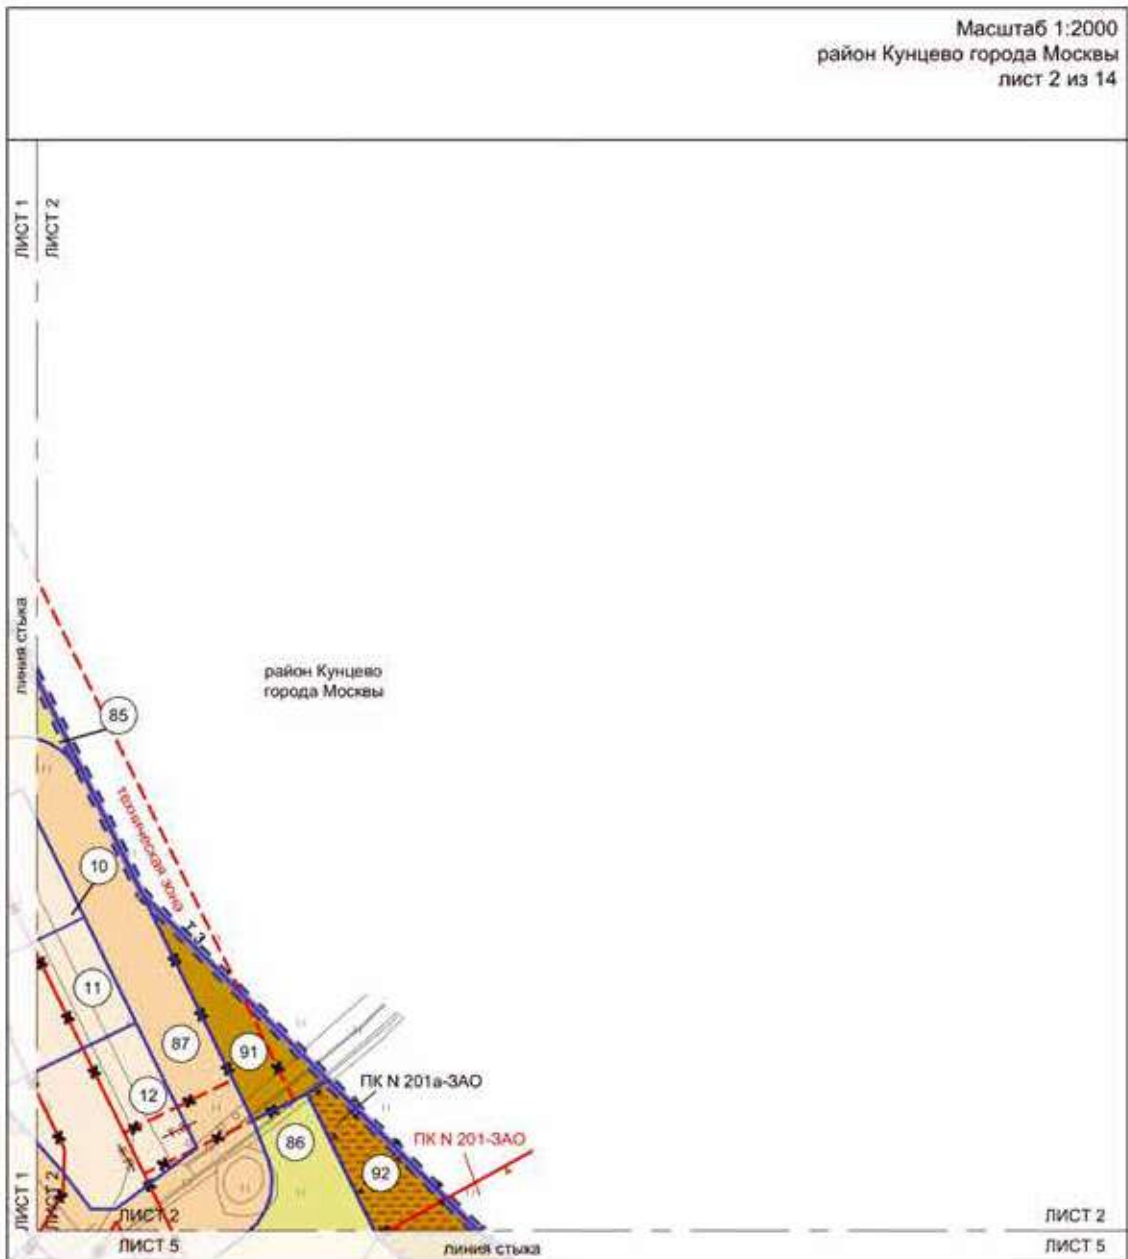 Масштаб 1:2000
район Кунцево города Москвы
лист 2 из 14
ЛИСТ 1
ЛИСТ 2
линия стыка
район Кунцево
города Москвы
85
техническая зона
10
Т.З.
11
87
91
12
ПК N 201а-ЗАО
86
ПК N 201-ЗАО
92
ЛИСТ 1
ЛИСТ 2
ЛИСТ 2
ЛИСТ 2
ЛИСТ 5
линия стыка
ЛИСТ 5